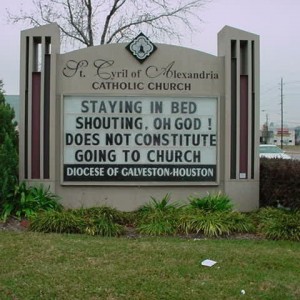 St. Cyril of Alexandria
CATHOLIC CHURCH
STAYING IN BED
SHOUTING, OH GOD !
DOES NOT CONSTITUTE
GOING TO CHURCH
DIOCESE OF GALVESTON-HOUSTON